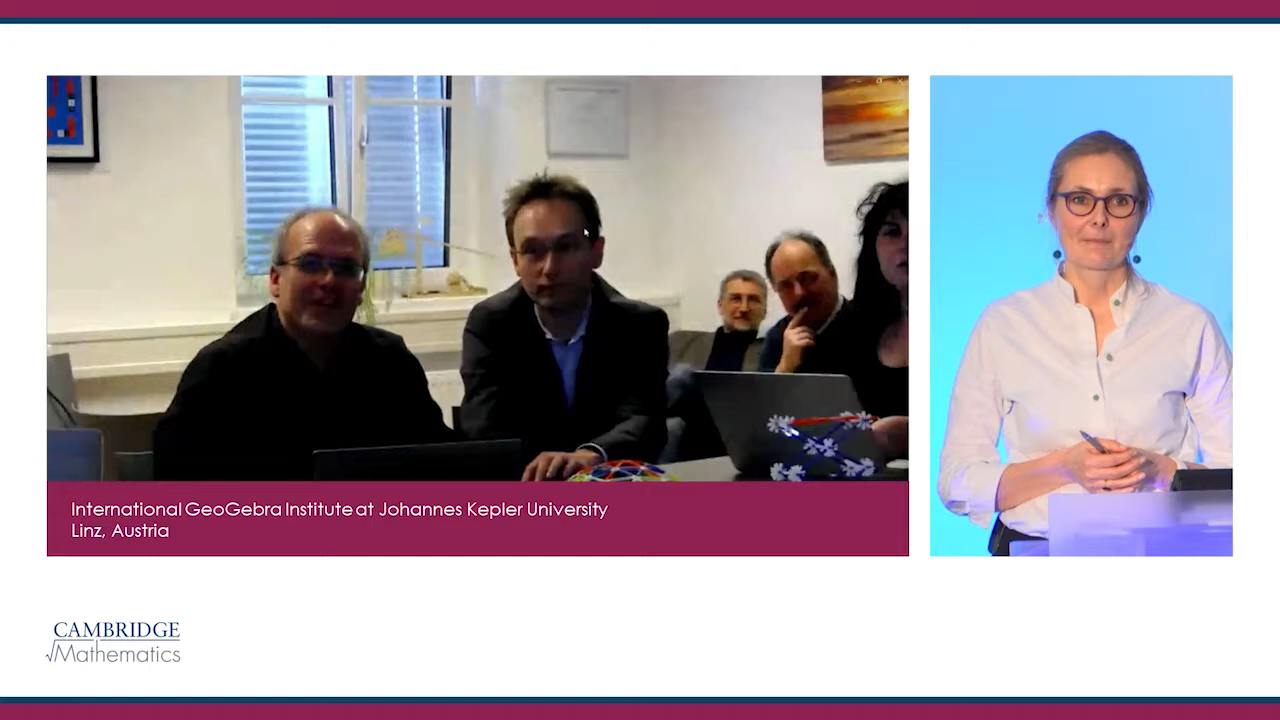 International GeoGebra Institute at Johannes Kepler University
Linz, Austria
CAMBRIDGE
Mathematics